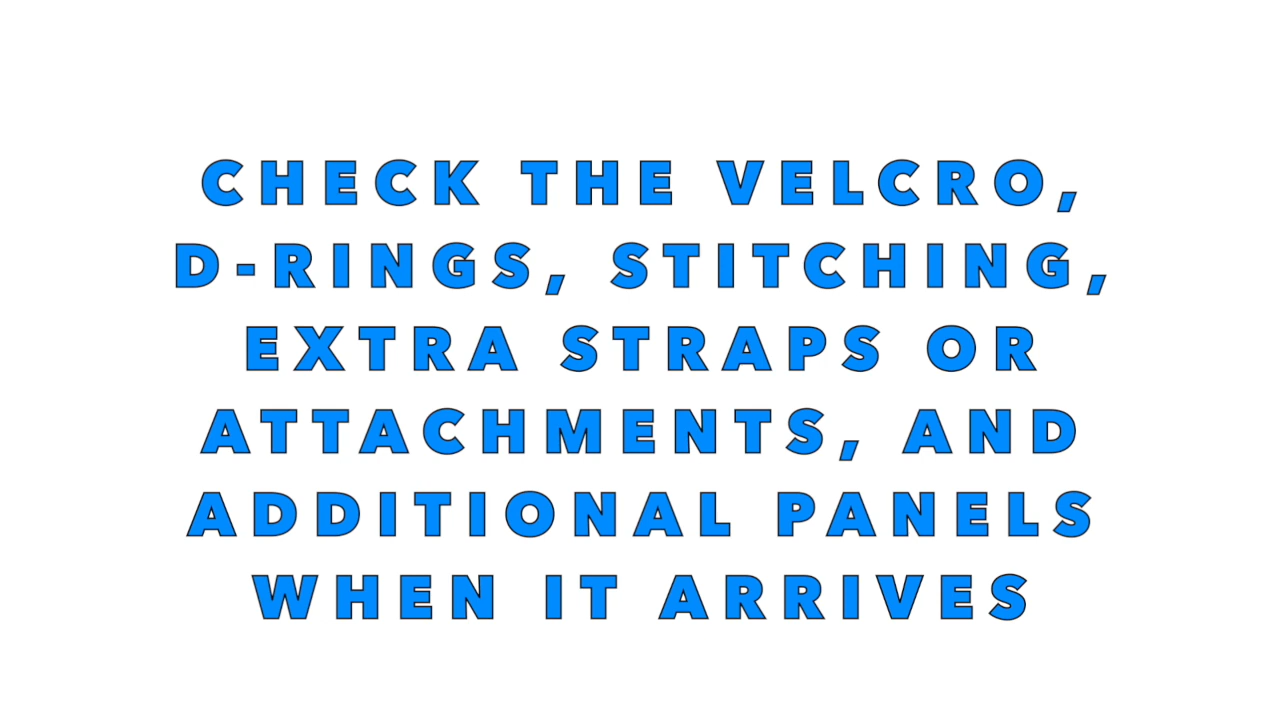 CHECK THE VELCRO,
D-RINGS, STITCHING,
EXTRA STRAPS OR
ATTACHMENTS, AND
ADDITIONAL PANELS
WHEN IT ARRIVES